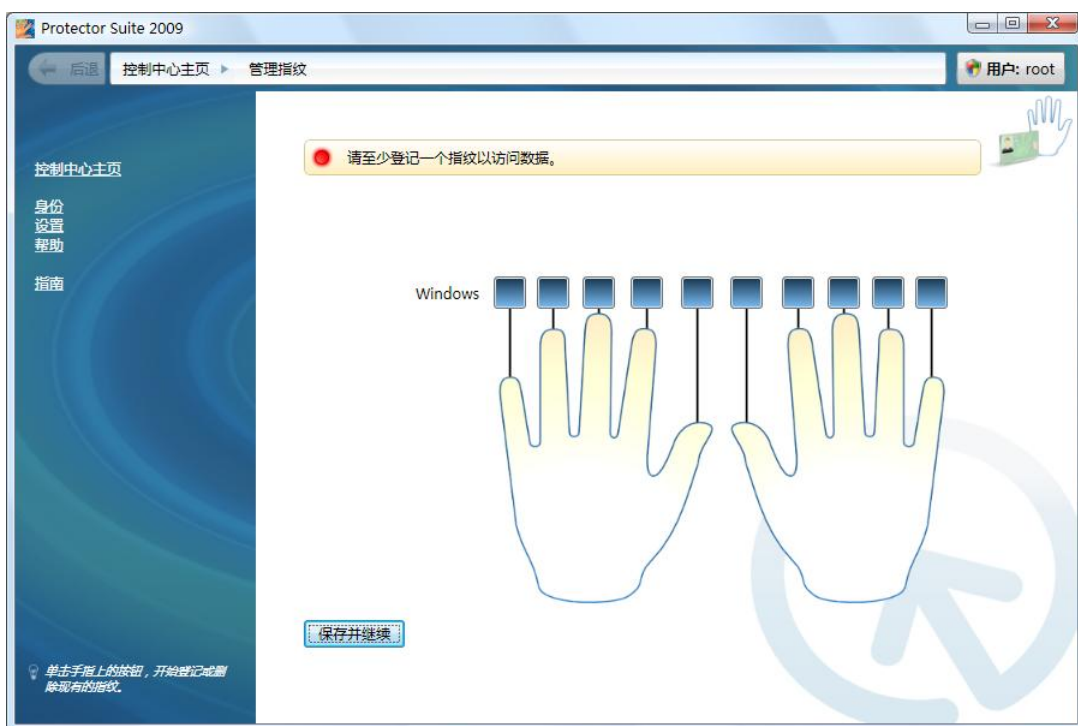 Protector Suite 2009
后退
控制中心主页 ▶ 管理指纹
用户: root
请至少登记一个指纹以访问数据。
控制中心主页
身份
设置
帮助
指南
Windows
保存并继续
单击手指上的按钮，开始登记或删
除现有的指纹。